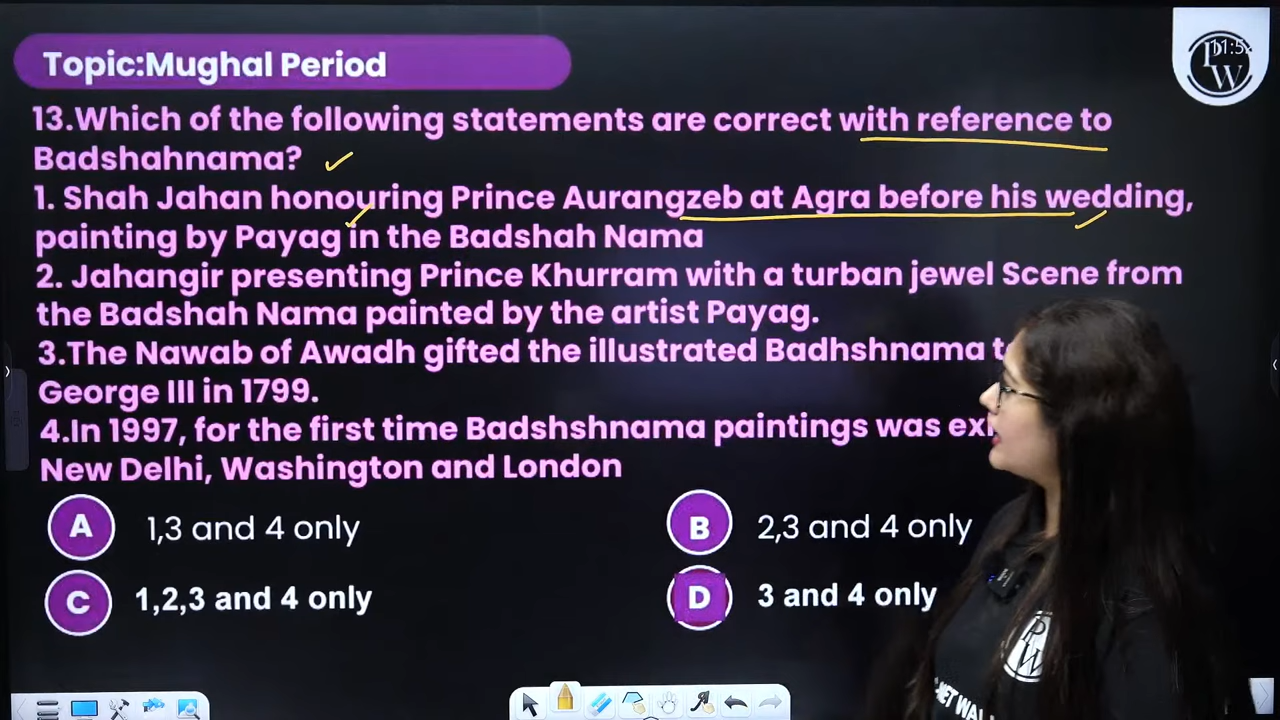 Topic:Mughal Period
11:5
PW
13.Which of the following statements are correct with reference to
Badshahnama?
1. Shah Jahan honouring Prince Aurangzeb at Agra before his wedding,
painting by Payag in the Badshah Nama
2. Jahangir presenting Prince Khurram with a turban jewel Scene from
the Badshah Nama painted by the artist Payag.
3.The Nawab of Awadh gifted the illustrated Badhshnama
George III in 1799.
4.In 1997, for the first time Badshshnama paintings was
New Delhi, Washington and London
A 1,3 and 4 only
B 2,3 and 4 only
C 1,2,3 and 4 only
D 3 and 4 only
PW